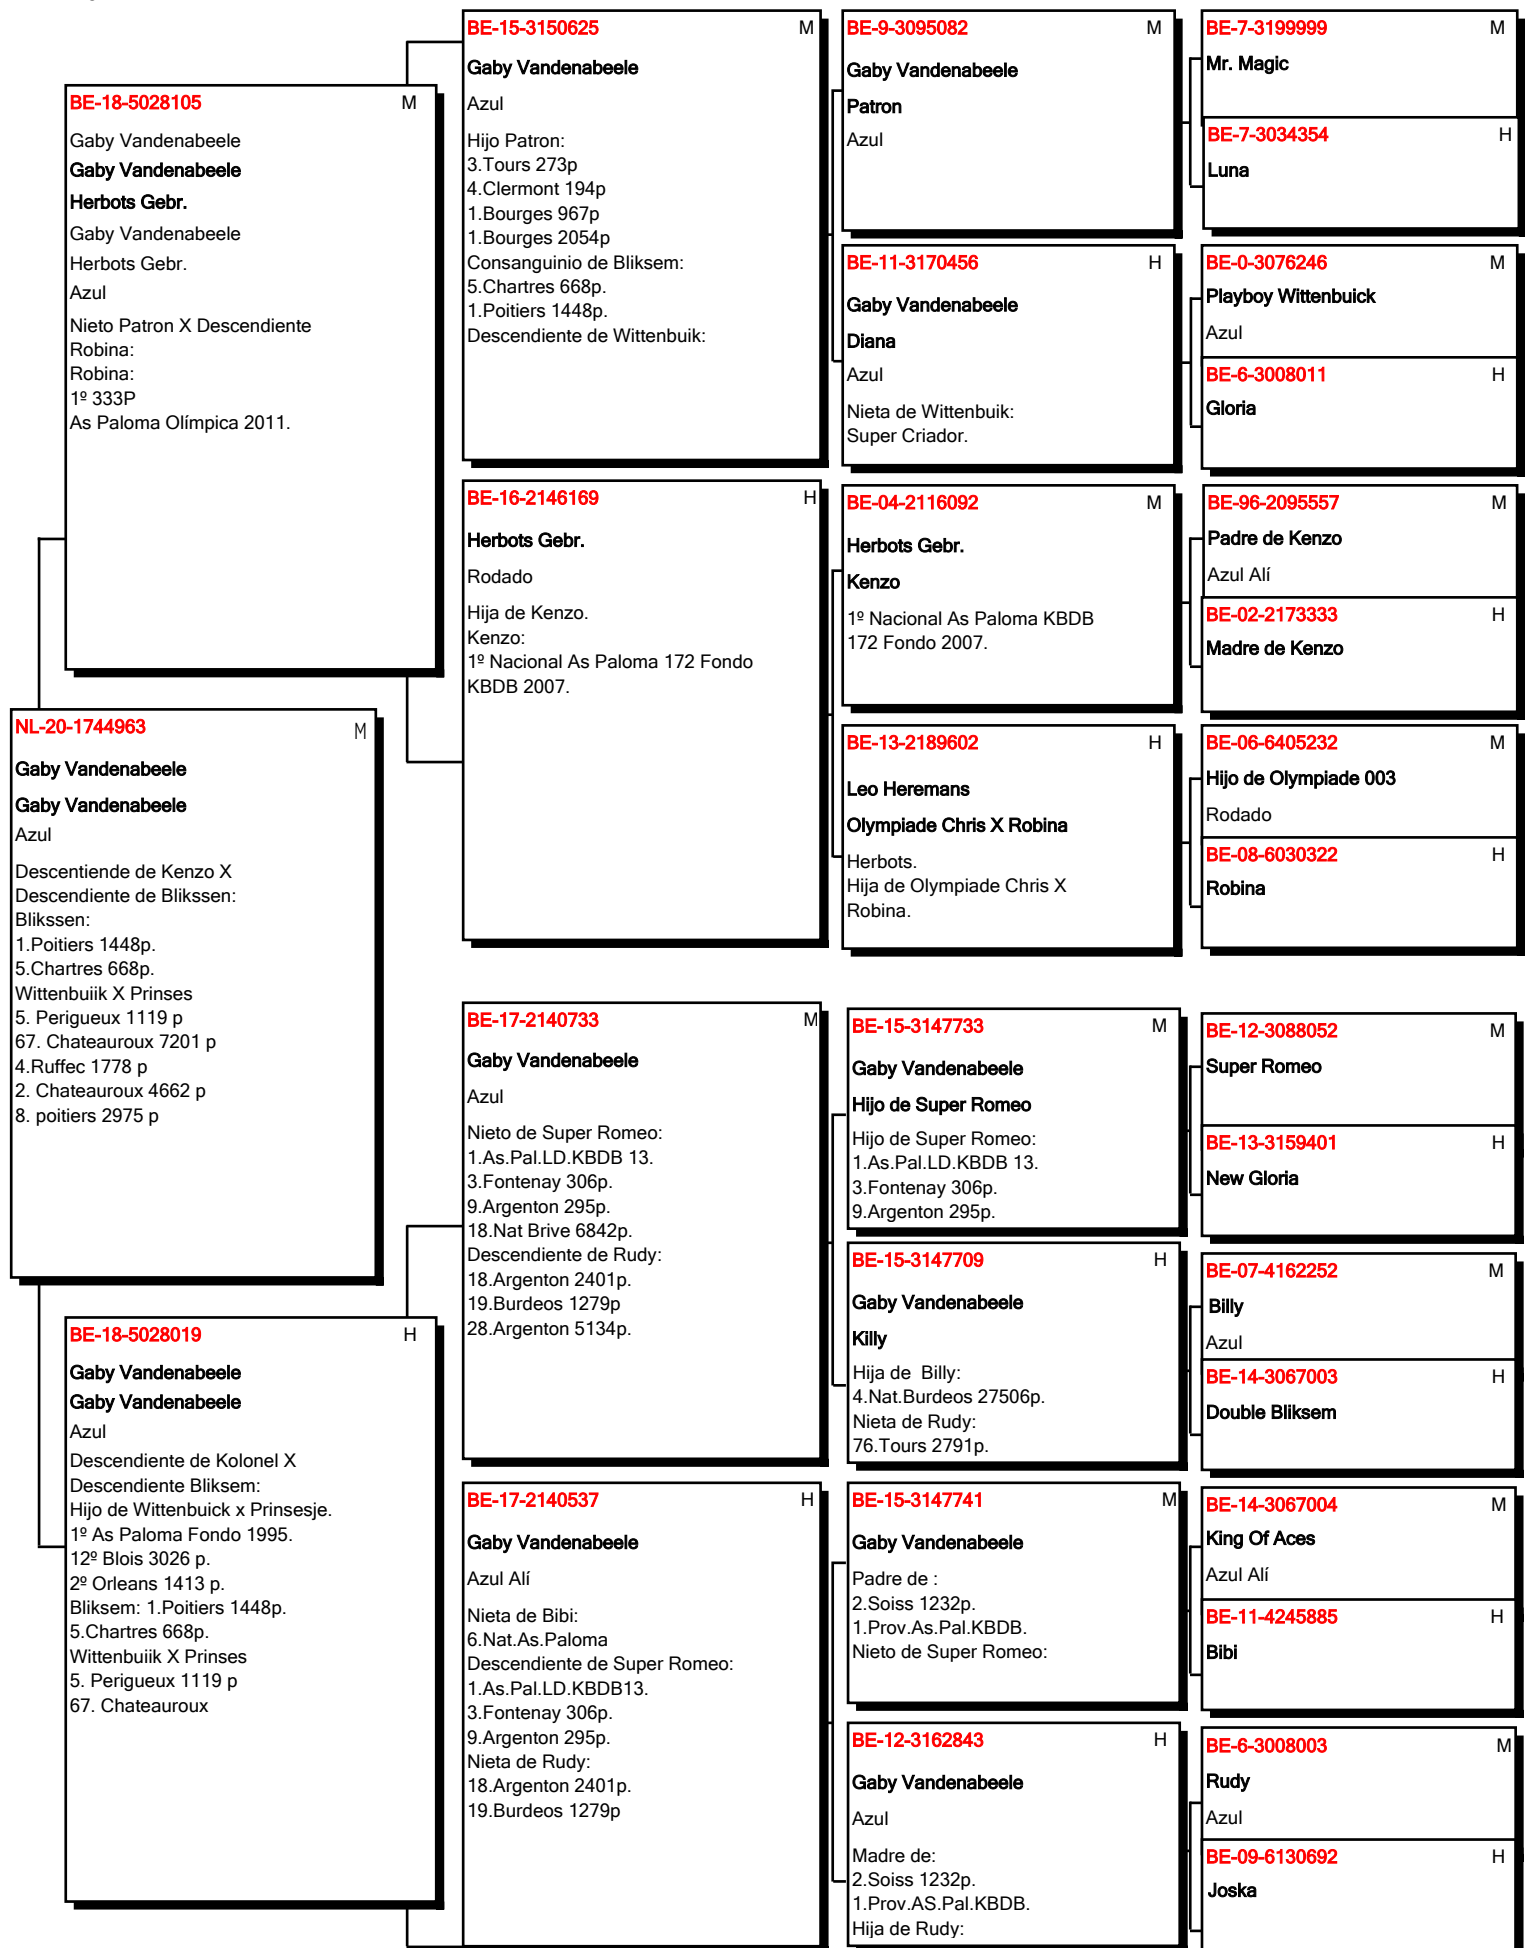 BE-18-5028105 M
Gaby Vandenabeele
Gaby Vandenabeele
Herbots Gebr.
Gaby Vandenabeele
Herbots Gebr.
Azul
Nieto Patron X Descendiente
Robina:
Robina:
1º 333P
As Paloma Olímpica 2011.
NL-20-1744963 M
Gaby Vandenabeele
Gaby Vandenabeele
Azul
Descentiende de Kenzo X
Descendiente de Blikssen:
Blikssen:
1.Poitiers 1448p.
5.Chartres 668p.
Wittenbuiik X Prinses
5. Perigueux 1119 p
67. Chateauroux 7201 p
4.Ruffec 1778 p
2. Chateauroux 4662 p
8. poitiers 2975 p
BE-18-5028019 H
Gaby Vandenabeele
Gaby Vandenabeele
Azul
Descendiente de Kolonel X
Descendiente Bliksem:
Hijo de Wittenbuick x Prinsesje.
1º As Paloma Fondo 1995.
12º Blois 3026 p.
2º Orleans 1413 p.
Bliksem: 1.Poitiers 1448p.
5.Chartres 668p.
Wittenbuiik X Prinses
5. Perigueux 1119 p
67. Chateauroux
BE-15-3150625 M
Gaby Vandenabeele
Azul
Hijo Patron:
3.Tours 273p
4.Clermont 194p
1.Bourges 967p
1.Bourges 2054p
Consanguinio de Bliksem:
5.Chartres 668p.
1.Poitiers 1448p.
Descendiente de Wittenbuik:
BE-16-2146169 H
Herbots Gebr.
Rodado
Hija de Kenzo.
Kenzo:
1º Nacional As Paloma 172 Fondo
KBDB 2007.
BE-17-2140733 M
Gaby Vandenabeele
Azul
Nieto de Super Romeo:
1.As.Pal.LD.KBDB 13.
3.Fontenay 306p.
9.Argenton 295p.
18.Nat Brive 6842p.
Descendiente de Rudy:
18.Argenton 2401p.
19.Burdeos 1279p
28.Argenton 5134p.
BE-17-2140537 H
Gaby Vandenabeele
Azul Alí
Nieta de Bibi:
6.Nat.As.Paloma
Descendiente de Super Romeo:
1.As.Pal.LD.KBDB13.
3.Fontenay 306p.
9.Argenton 295p.
Nieta de Rudy:
18.Argenton 2401p.
19.Burdeos 1279p
BE-9-3095082 M
Gaby Vandenabeele
Patron
Azul
BE-11-3170456 H
Gaby Vandenabeele
Diana
Azul
Nieta de Wittenbuik:
Super Criador.
BE-04-2116092 M
Herbots Gebr.
Kenzo
1º Nacional As Paloma KBDB
172 Fondo 2007.
BE-13-2189602 H
Leo Heremans
Olympiade Chris X Robina
Herbots.
Hija de Olympiade Chris X
Robina.
BE-15-3147733 M
Gaby Vandenabeele
Hijo de Super Romeo
Hijo de Super Romeo:
1.As.Pal.LD.KBDB 13.
3.Fontenay 306p.
9.Argenton 295p.
BE-15-3147709 H
Gaby Vandenabeele
Killy
Hija de  Billy:
4.Nat.Burdeos 27506p.
Nieta de Rudy:
76.Tours 2791p.
BE-15-3147741 M
Gaby Vandenabeele
Padre de :
2.Soiss 1232p.
1.Prov.As.Pal.KBDB.
Nieto de Super Romeo:
BE-12-3162843 H
Gaby Vandenabeele
Azul
Madre de:
2.Soiss 1232p.
1.Prov.AS.Pal.KBDB.
Hija de Rudy:
BE-7-3199999 M
Mr. Magic
BE-7-3034354 H
Luna
BE-0-3076246 M
Playboy Wittenbuick
Azul
BE-6-3008011 H
Gloria
BE-96-2095557 M
Padre de Kenzo
Azul Alí
BE-02-2173333 H
Madre de Kenzo
BE-06-6405232 M
Hijo de Olympiade 003
Rodado
BE-08-6030322 H
Robina
BE-12-3088052 M
Super Romeo
BE-13-3159401 H
New Gloria
BE-07-4162252 M
Billy
Azul
BE-14-3067003 H
Double Bliksem
BE-14-3067004 M
King Of Aces
Azul Alí
BE-11-4245885 H
Bibi
BE-6-3008003 M
Rudy
Azul
BE-09-6130692 H
Joska